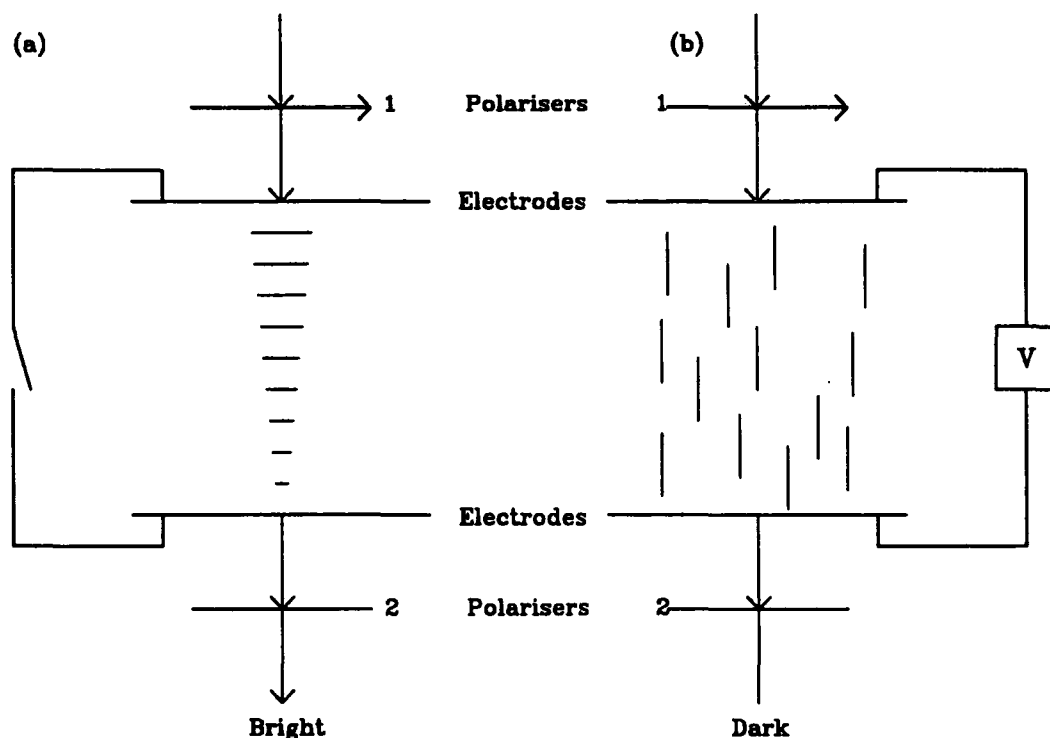 (a) (b)
1 Polarisers 1
Electrodes
V
Electrodes
2 Polarisers 2
Bright Dark